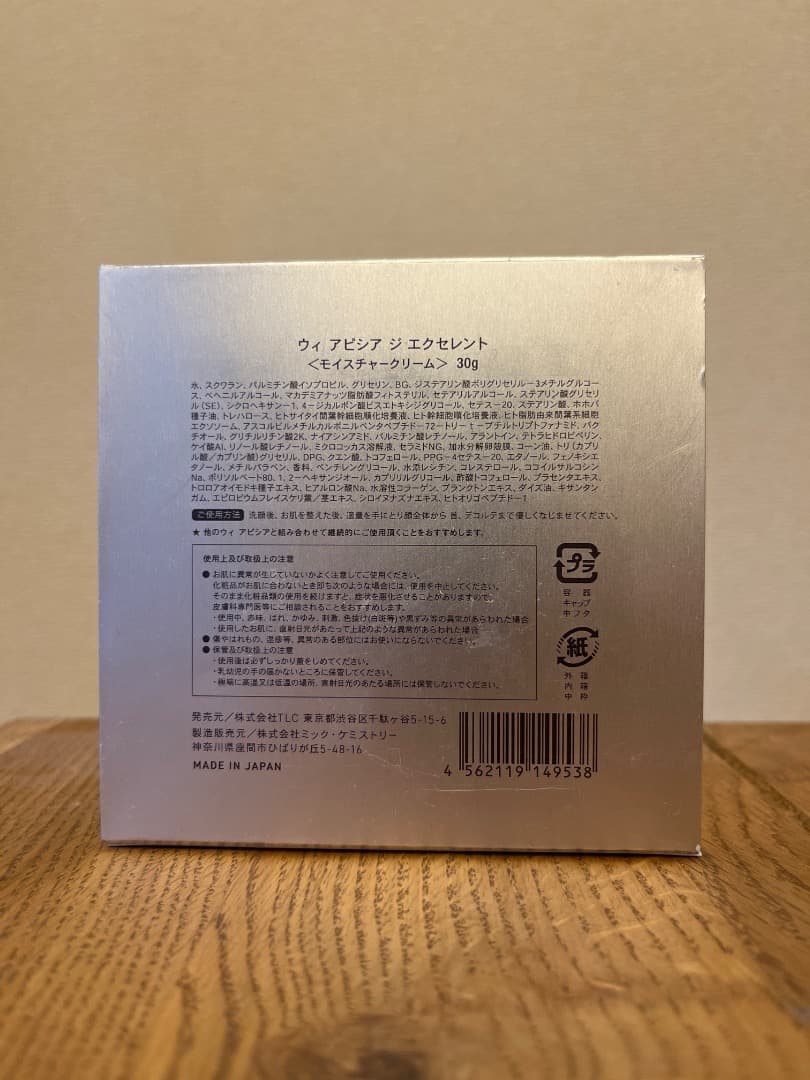 ウィ アピシア ジ エクセレント
＜モイスチャークリーム＞ 30g
水、スクワラン、パルミチン酸イソプロピル、グリセリン、BG、ジステアリン酸ポリグリセリル－3メチルグルコー
ス、ベヘニルアルコール、マカデミアナッツ脂肪酸フィトステリル、セテアリルアルコール、ステアリン酸グリセリ
ル（SE）、シクロヘキサン－1，4－ジカルボン酸ビスエトキシジグリコール、セテス－20、ステアリン酸、ホホバ
種子油、トレハロース、ヒトサイタイ間葉幹細胞順化培養液、ヒト幹細胞順化培養液、ヒト脂肪由来間葉系細胞
エクソソーム、アスコルビルメチルカルボニルペンタペプチド－72－トリ－ｔ－ブチルトリプトファナミド、バク
チオール、グリチルリチン酸2K、ナイアシンアミド、パルミチン酸レチノール、アラントイン、テトラヒドロピペリン、
ケイ酸Al、リノール酸レチノール、ミクロコッカス溶解液、セラミドNG、加水分解卵殻膜、コーン油、トリ（カプリ
ル酸／カプリン酸）グリセリル、DPG、クエン酸、トコフェロール、PPG－4セテス－20、エタノール、フェノキシエ
タノール、メチルパラベン、香料、ペンチレングリコール、水添レシチン、コレステロール、ココイルサルコシン
Na、ポリソルベート80、1，2－ヘキサンジオール、カプリリルグリコール、酢酸トコフェロール、プラセンタエキス、
トロロアオイモドキ種子エキス、ヒアルロン酸Na、水溶性コラーゲン、プランクトンエキス、ダイズ油、キサンタン
ガム、エピロビウムフレイスケリ葉／茎エキス、シロイヌナズナエキス、ヒトオリゴペプチド－1
ご使用方法 洗顔後、お肌を整えた後、適量を手にとり顔全体から 首、デコルテまで優しくなじませてください。
★ 他のウィ アピシアと組み合わせて継続的にご使用頂くことをおすすめします。
使用上及び取扱上の注意
● お肌に異常が生じていないかよく注意してご使用ください。
化粧品がお肌に合わないとき即ち次のような場合には、使用を中止してください。
そのまま化粧品類の使用を続けますと、症状を悪化させることがありますので、
皮膚科専門医等にご相談されることをおすすめします。
・使用中、赤味、はれ、かゆみ、刺激、色抜け（白斑等）や黒ずみ等の異常があらわれた場合
・使用したお肌に、直射日光があたって上記のような異常があらわれた場合
● 傷やはれもの、湿疹等、異常のある部位にはお使いにならないでください。
● 保管及び取扱上の注意
・使用後は必ずしっかり蓋をしめてください。
・乳幼児の手の届かないところに保管してください。
・極端に高温又は低温の場所、直射日光のあたる場所には保管しないでください。
プラ
容器
キャップ
中フタ
紙
外箱
内箱
中枠
発売元／株式会社TLC 東京都渋谷区千駄ヶ谷5-15-6
製造販売元／株式会社ミック・ケミストリー
神奈川県座間市ひばりが丘5-48-16
MADE IN JAPAN
4 562119 149538